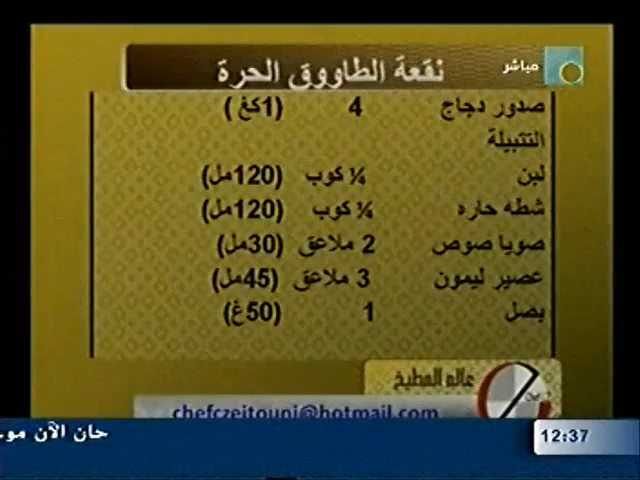 مباشر
نقعة الطاووق الحرة
صدور دجاج 4 (1كغ)
التتبيلة
لبن ¼ كوب (120مل)
شطه حاره ¼ كوب (120مل)
صويا صوص 2 ملاعق (30مل)
عصير ليمون 3 ملاعق (45مل)
بصل 1 (50غ)
عالم المطبخ
chefczeitouni@hotmail.com
حان الآن مو
12:37